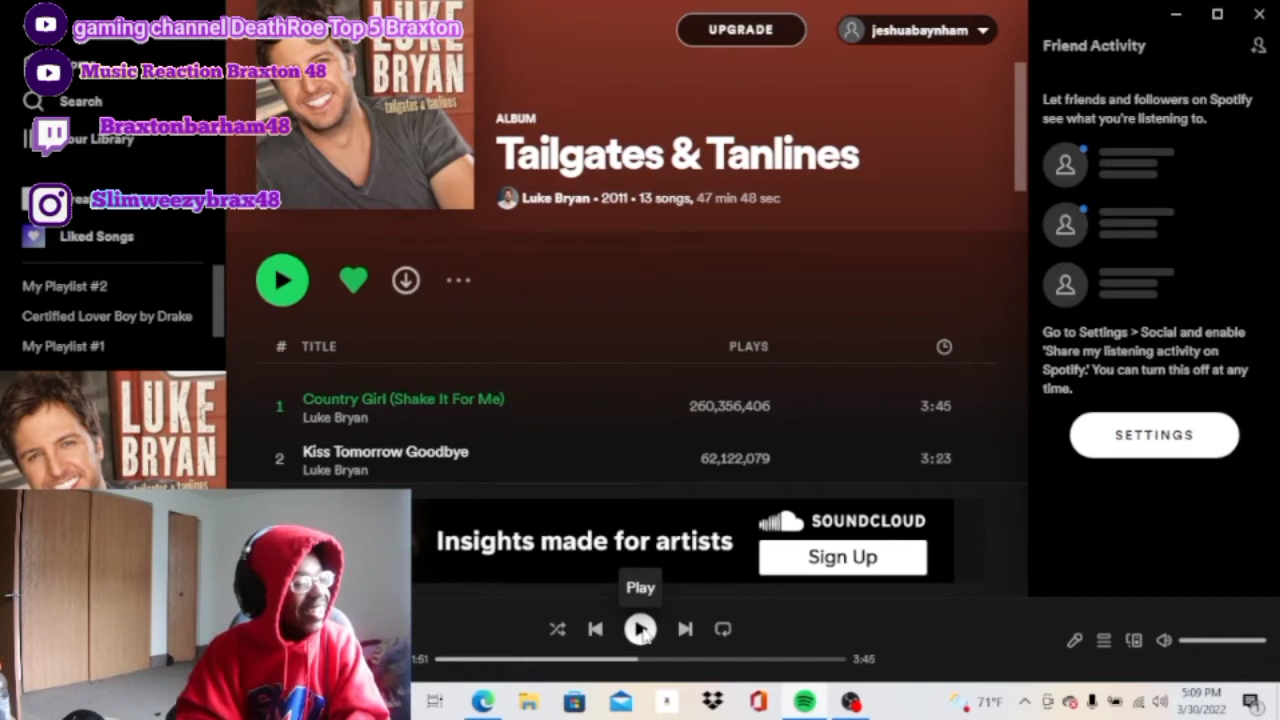 gaming channel DeathRoe Top 5 Braxton
Music Reaction Braxton 48
Search
Braxtonbarham48
our Library
Slimweezybrax48
Liked Songs
My Playlist #2
Certified Lover Boy by Drake
My Playlist #1
LUKE
BRYAN
tailgates & tanlines
UPGRADE
jeshuabaynham
ALBUM
Tailgates & Tanlines
Luke Bryan • 2011 • 13 songs, 47 min 48 sec
# TITLE PLAYS
1 Country Girl (Shake It For Me) 260,356,406 3:45
Luke Bryan
2 Kiss Tomorrow Goodbye 62,122,079 3:23
Luke Bryan
Friend Activity
Let friends and followers on Spotify
see what you're listening to.
Go to Settings > Social and enable
'Share my listening activity on
Spotify.' You can turn this off at any
time.
SETTINGS
LUKE
BRYAN
Insights made for artists
SOUNDCLOUD
Sign Up
Play
1:51 3:45
71°F
5:09 PM
3/30/2022